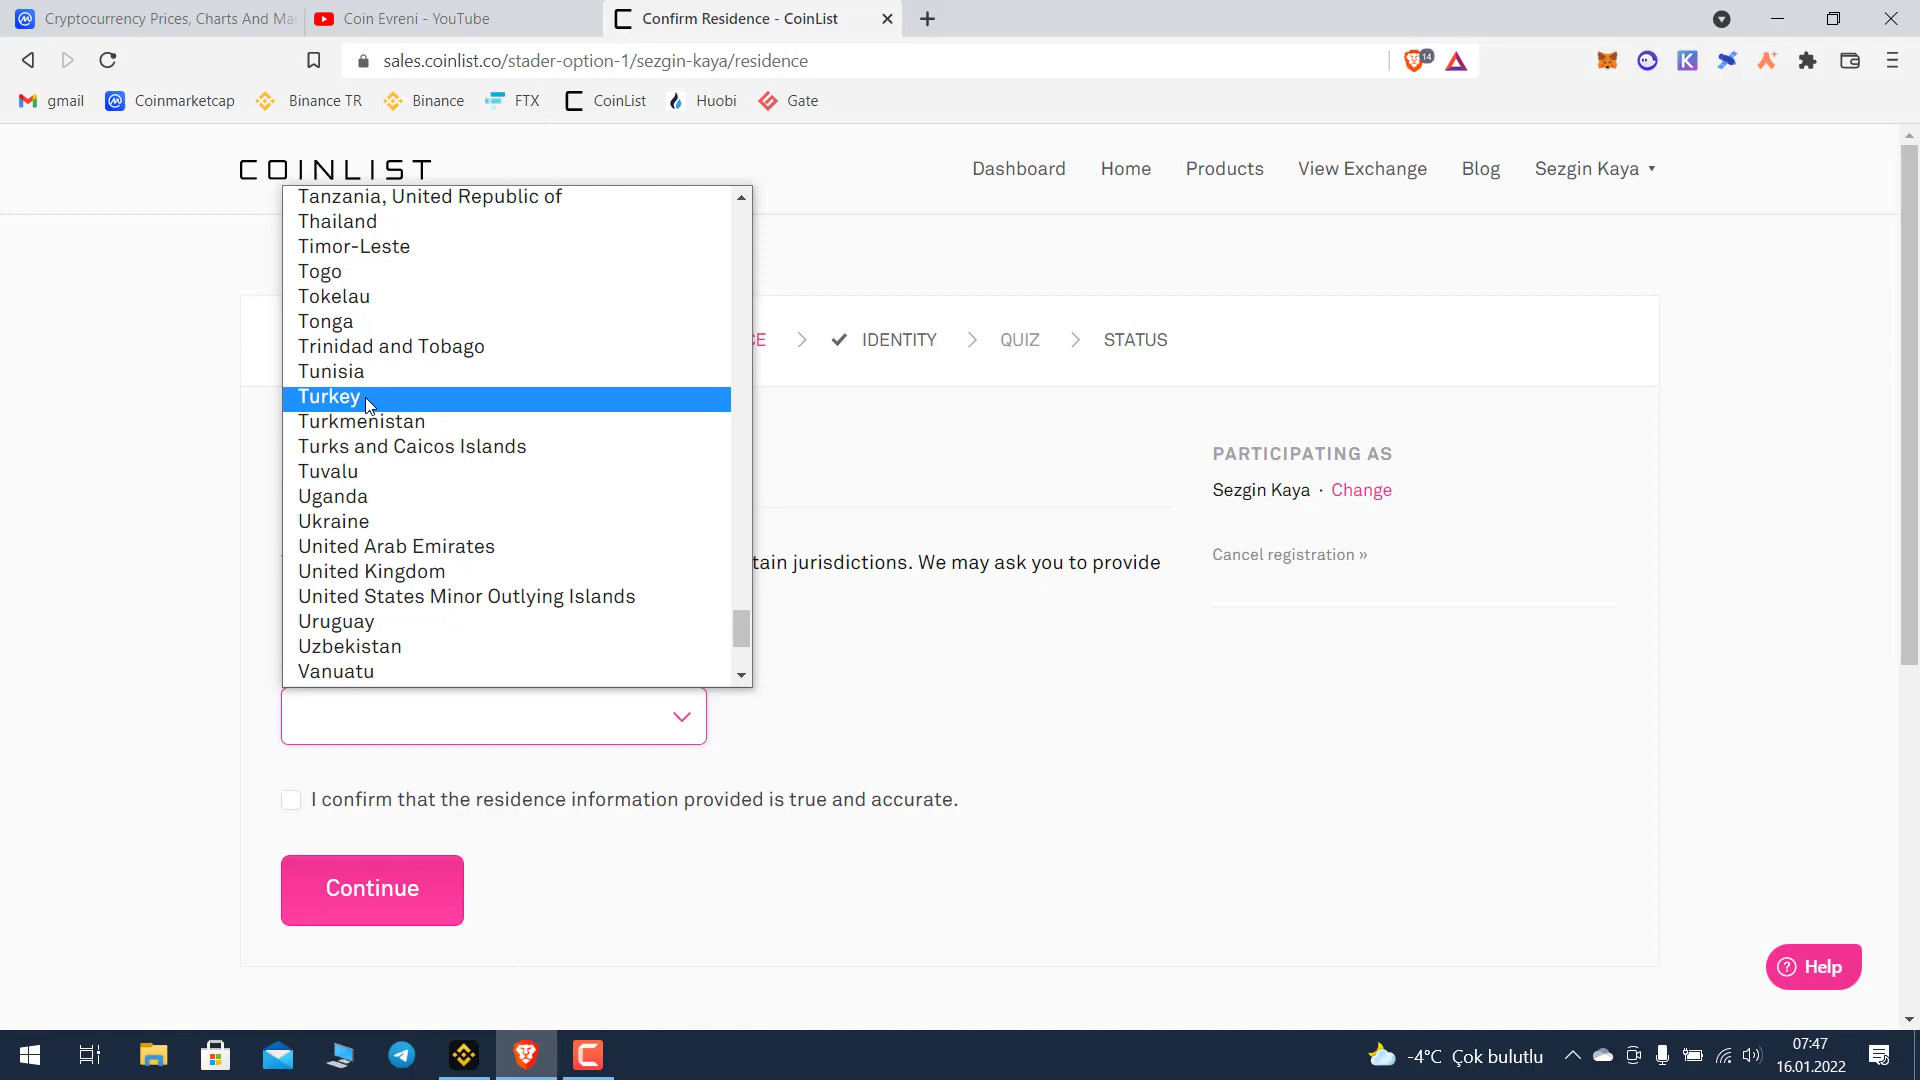 Cryptocurrency Prices, Charts And Ma
Coin Evreni - YouTube
Confirm Residence - CoinList
sales.coinlist.co/stader-option-1/sezgin-kaya/residence
14
gmail
Coinmarketcap
Binance TR
Binance
FTX
CoinList
Huobi
Gate
COINLIST
Dashboard
Home
Products
View Exchange
Blog
Sezgin Kaya
Tanzania, United Republic of
Thailand
Timor-Leste
Togo
Tokelau
Tonga
Trinidad and Tobago
Tunisia
Turkey
Turkmenistan
Turks and Caicos Islands
Tuvalu
Uganda
Ukraine
United Arab Emirates
United Kingdom
United States Minor Outlying Islands
Uruguay
Uzbekistan
Vanuatu
CE
IDENTITY
QUIZ
STATUS
PARTICIPATING AS
Sezgin Kaya · Change
Cancel registration »
tain jurisdictions. We may ask you to provide
I confirm that the residence information provided is true and accurate.
Continue
Help
-4°C Çok bulutlu
07:47
16.01.2022